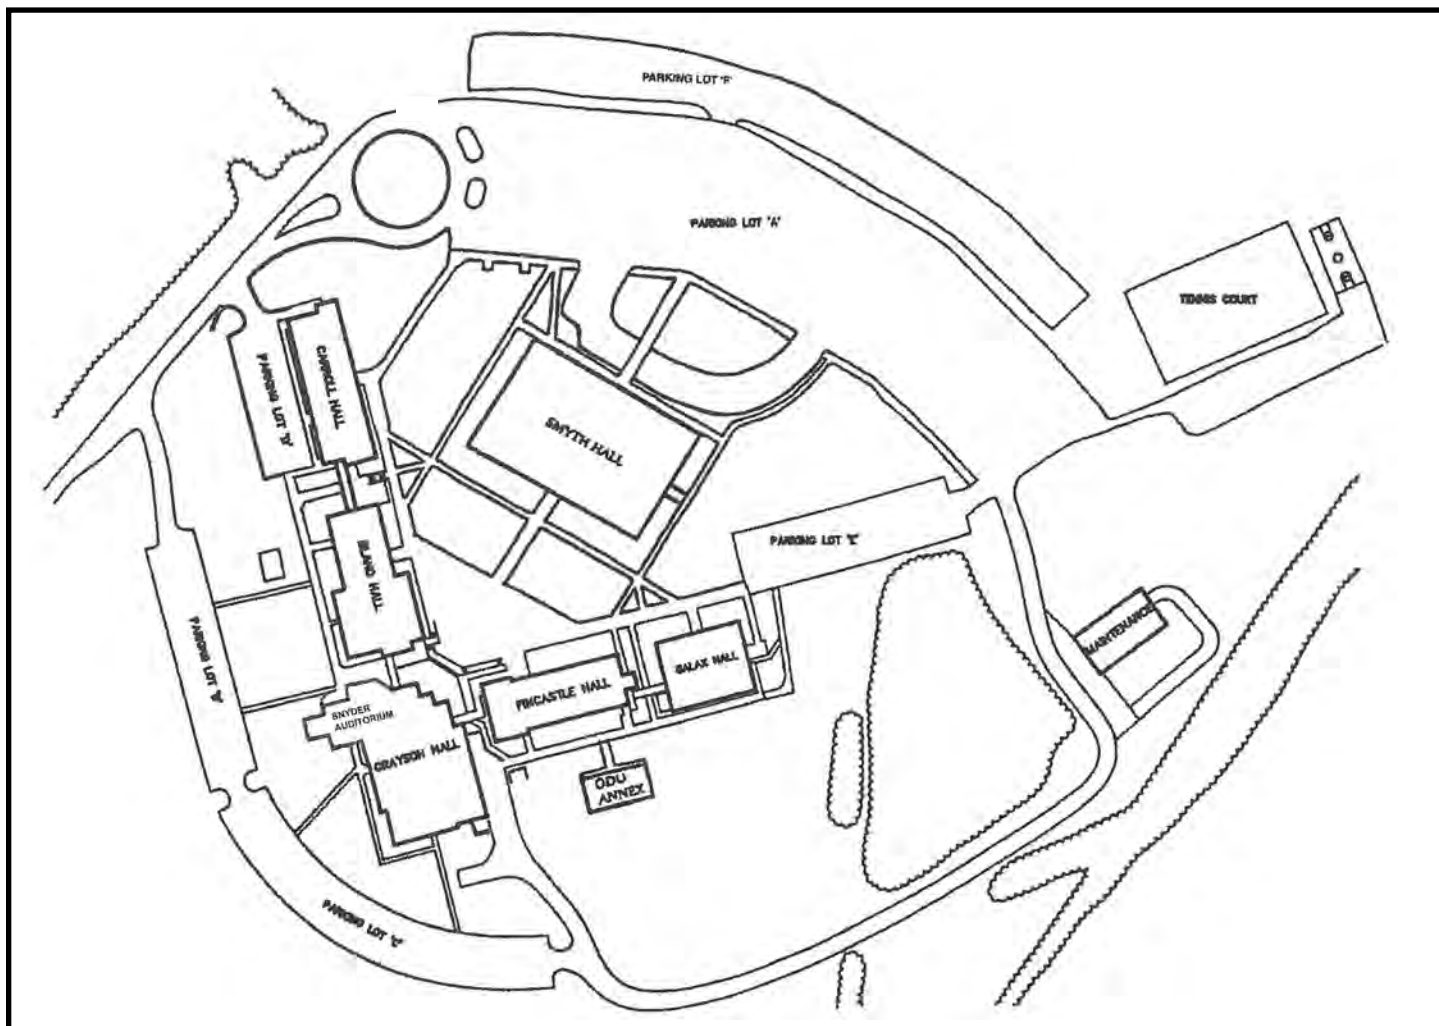 PARKING LOT "F"
PARKING LOT "A"
TENNIS COURT
CARROLL HALL
PARKING LOT "D"
SMYTH HALL
PARKING LOT "E"
BLAND HALL
MAINTENANCE
PARKING LOT
GALAX HALL
FINCASTLE HALL
SNYDER
AUDITORIUM
GRAYSON HALL
ODU
ANNEX
PARKING LOT "C"